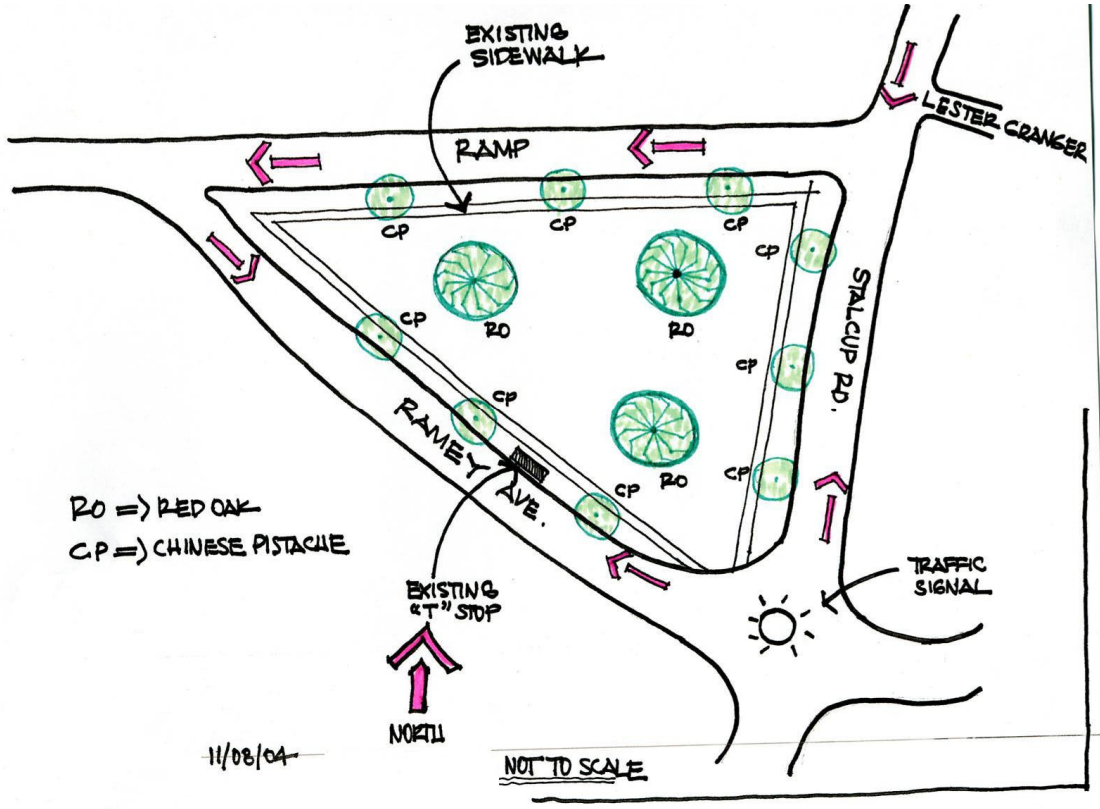 EXISTING
SIDEWALK
LESTER GRANGER
RAMP
CP
CP
CP
CP
STALCUP RD.
RO
RO
CP
CP
CP
RAMEY AVE.
CP
RO
CP
RO => RED OAK
CP => CHINESE PISTACHE
EXISTING
"T" STOP
TRAFFIC
SIGNAL
NORTH
11/08/04
NOT TO SCALE